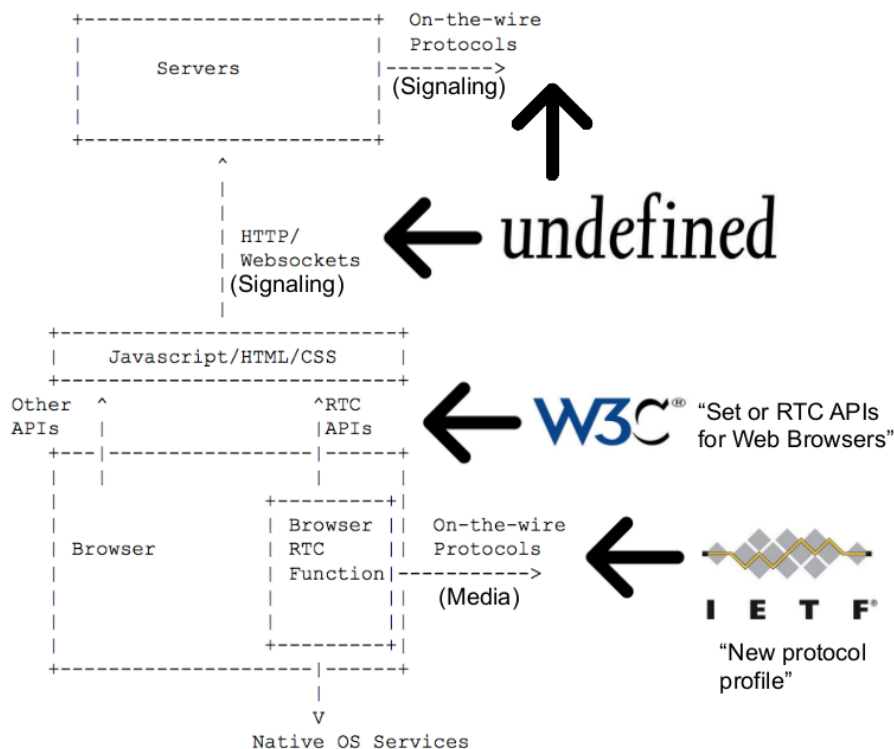 On-the-wire
Protocols
Servers
(Signaling)
undefined
HTTP/
Websockets
(Signaling)
Javascript/HTML/CSS
Other
APIs
RTC
APIs
W3C®
“Set or RTC APIs
for Web Browsers”
Browser
Browser
RTC
Function
On-the-wire
Protocols
(Media)
IETF®
“New protocol
profile”
Native OS Services